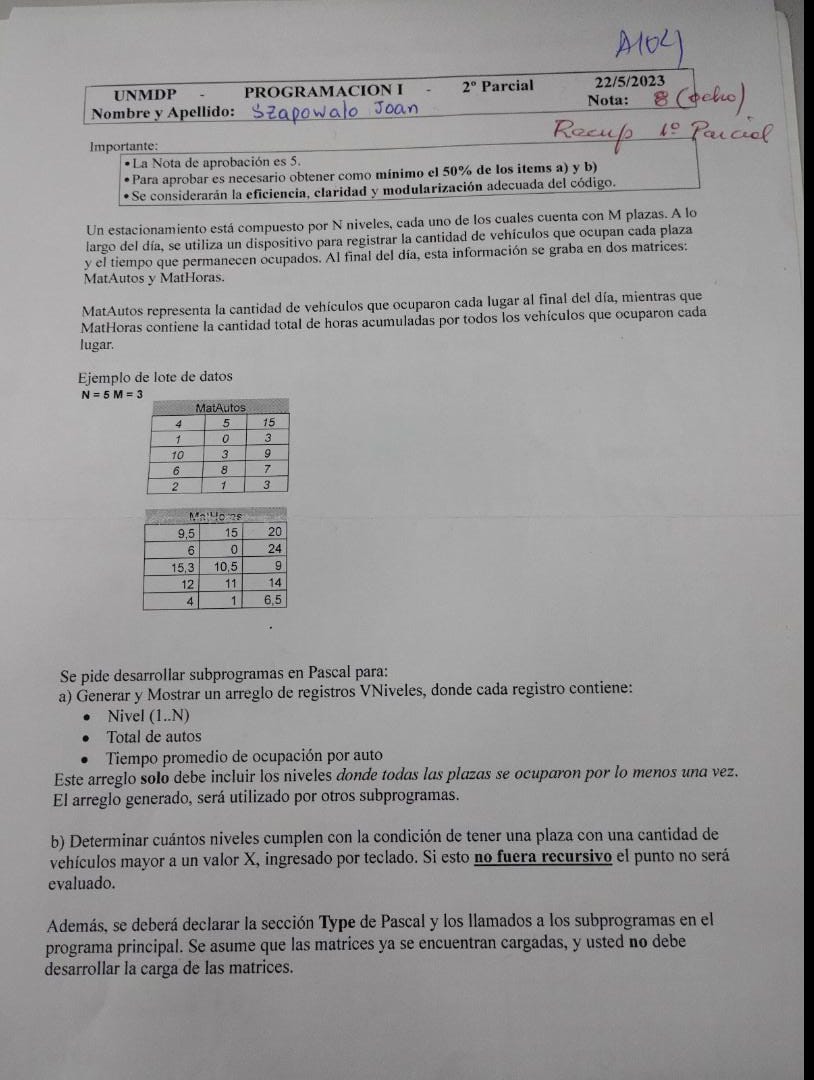 A104
UNMDP - PROGRAMACION I - 2º Parcial 22/5/2023
Nombre y Apellido: Szapowalo Joan Nota: 8 (ocho)
Recup 1º Parcial
Importante:
• La Nota de aprobación es 5.
• Para aprobar es necesario obtener como mínimo el 50% de los items a) y b)
• Se considerarán la eficiencia, claridad y modularización adecuada del código.
Un estacionamiento está compuesto por N niveles, cada uno de los cuales cuenta con M plazas. A lo
largo del día, se utiliza un dispositivo para registrar la cantidad de vehículos que ocupan cada plaza
y el tiempo que permanecen ocupados. Al final del día, esta información se graba en dos matrices:
MatAutos y MatHoras.
MatAutos representa la cantidad de vehículos que ocuparon cada lugar al final del día, mientras que
MatHoras contiene la cantidad total de horas acumuladas por todos los vehículos que ocuparon cada
lugar.
Ejemplo de lote de datos
N = 5 M = 3
MatAutos
4 5 15
1 0 3
10 3 9
6 8 7
2 1 3
MatHoras
9,5 15 20
6 0 24
15,3 10,5 9
12 11 14
4 1 6,5
Se pide desarrollar subprogramas en Pascal para:
a) Generar y Mostrar un arreglo de registros VNiveles, donde cada registro contiene:
• Nivel (1..N)
• Total de autos
• Tiempo promedio de ocupación por auto
Este arreglo solo debe incluir los niveles donde todas las plazas se ocuparon por lo menos una vez.
El arreglo generado, será utilizado por otros subprogramas.
b) Determinar cuántos niveles cumplen con la condición de tener una plaza con una cantidad de
vehículos mayor a un valor X, ingresado por teclado. Si esto no fuera recursivo el punto no será
evaluado.
Además, se deberá declarar la sección Type de Pascal y los llamados a los subprogramas en el
programa principal. Se asume que las matrices ya se encuentran cargadas, y usted no debe
desarrollar la carga de las matrices.